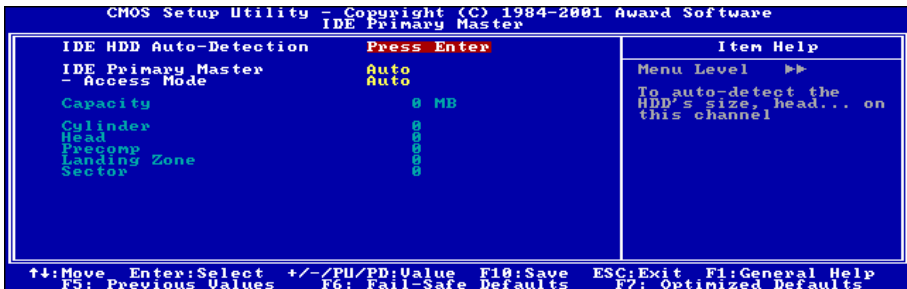 CMOS Setup Utility - Copyright (C) 1984-2001 Award Software
IDE Primary Master
IDE HDD Auto-Detection Press Enter
IDE Primary Master Auto
- Access Mode Auto
Capacity 0 MB
Cylinder 0
Head 0
Precomp 0
Landing Zone 0
Sector 0
Item Help
Menu Level ▶▶
To auto-detect the
HDD's size, head... on
this channel
↑↓:Move Enter:Select +/-/PU/PD:Value F10:Save ESC:Exit F1:General Help
F5: Previous Values F6: Fail-Safe Defaults F7: Optimized Defaults